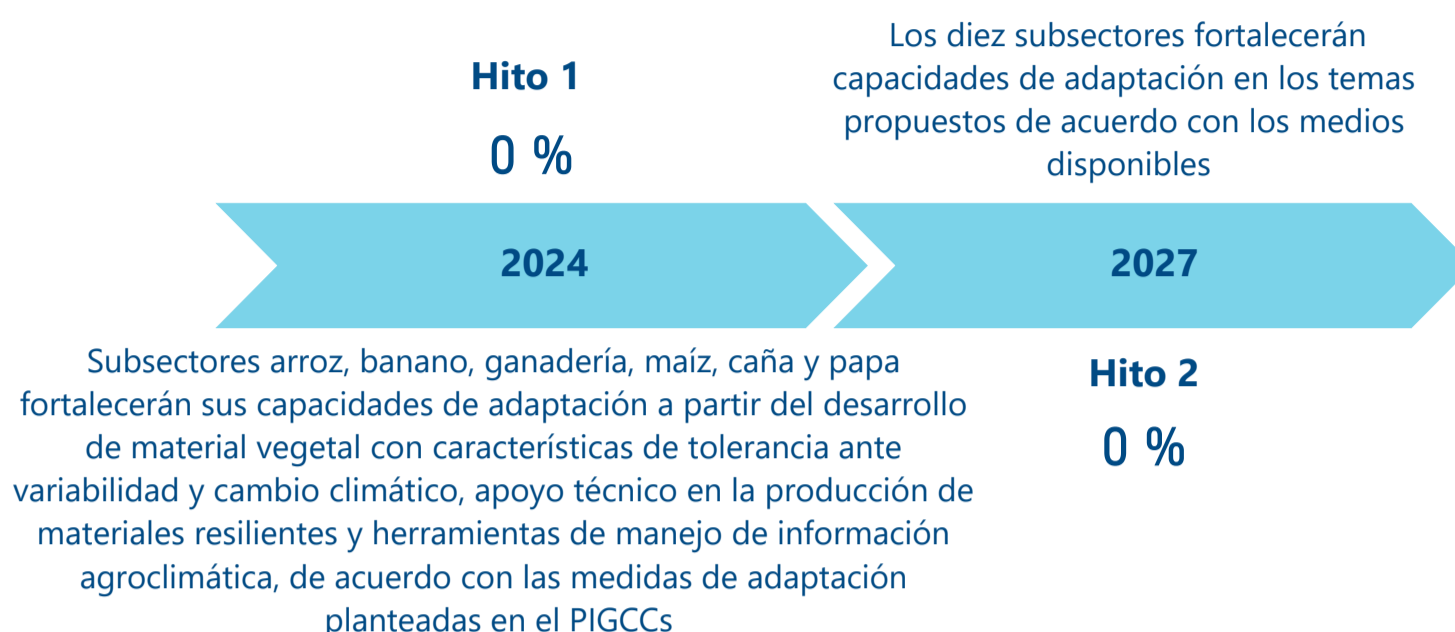 Hito 1
0 %
2024
Subsectores arroz, banano, ganadería, maíz, caña y papa
fortalecerán sus capacidades de adaptación a partir del desarrollo
de material vegetal con características de tolerancia ante
variabilidad y cambio climático, apoyo técnico en la producción de
materiales resilientes y herramientas de manejo de información
agroclimática, de acuerdo con las medidas de adaptación
planteadas en el PIGCCs
Los diez subsectores fortalecerán
capacidades de adaptación en los temas
propuestos de acuerdo con los medios
disponibles
2027
Hito 2
0 %